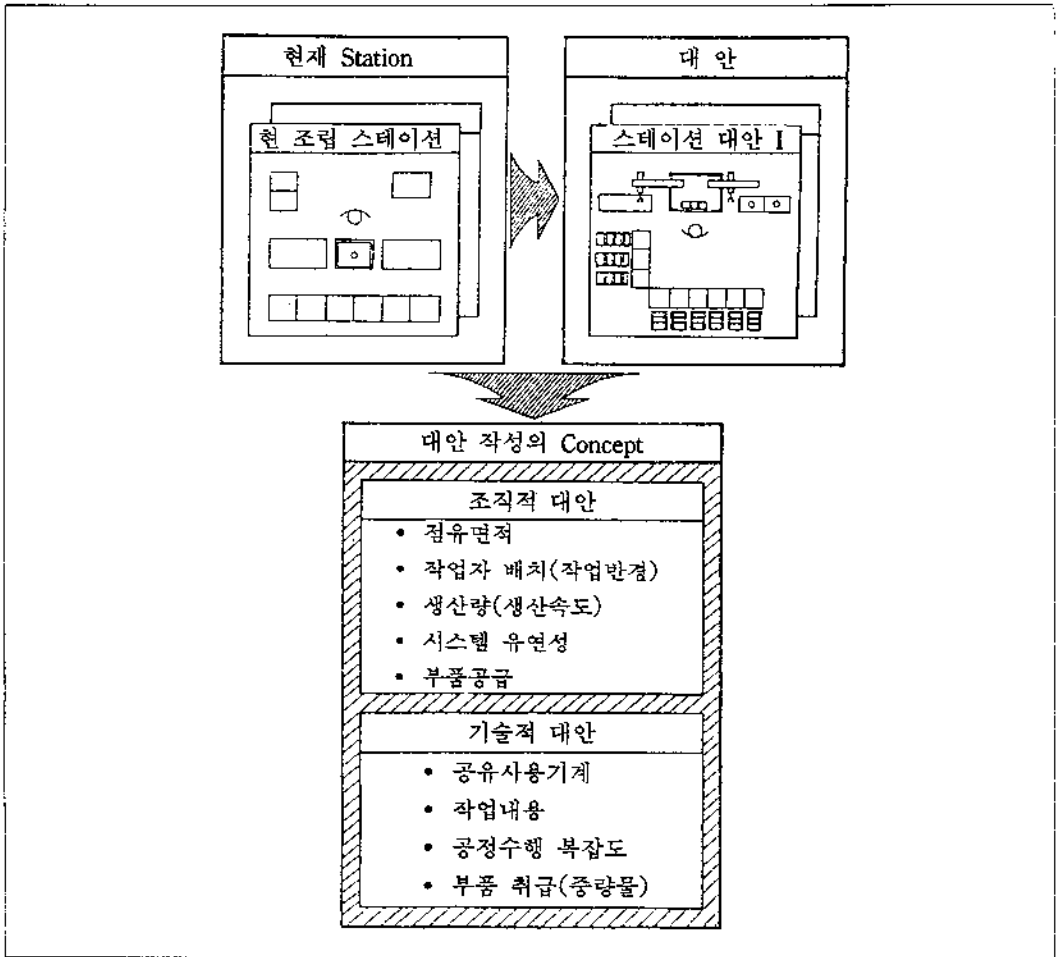 현재 Station
대 안
현 조립 스테이션
스테이션 대안 I
대안 작성의 Concept
조직적 대안
• 점유면적
• 작업자 배치(작업반경)
• 생산량(생산속도)
• 시스템 유연성
• 부품공급
기술적 대안
• 공유사용기계
• 작업내용
• 공정수행 복잡도
• 부품 취급(중량물)